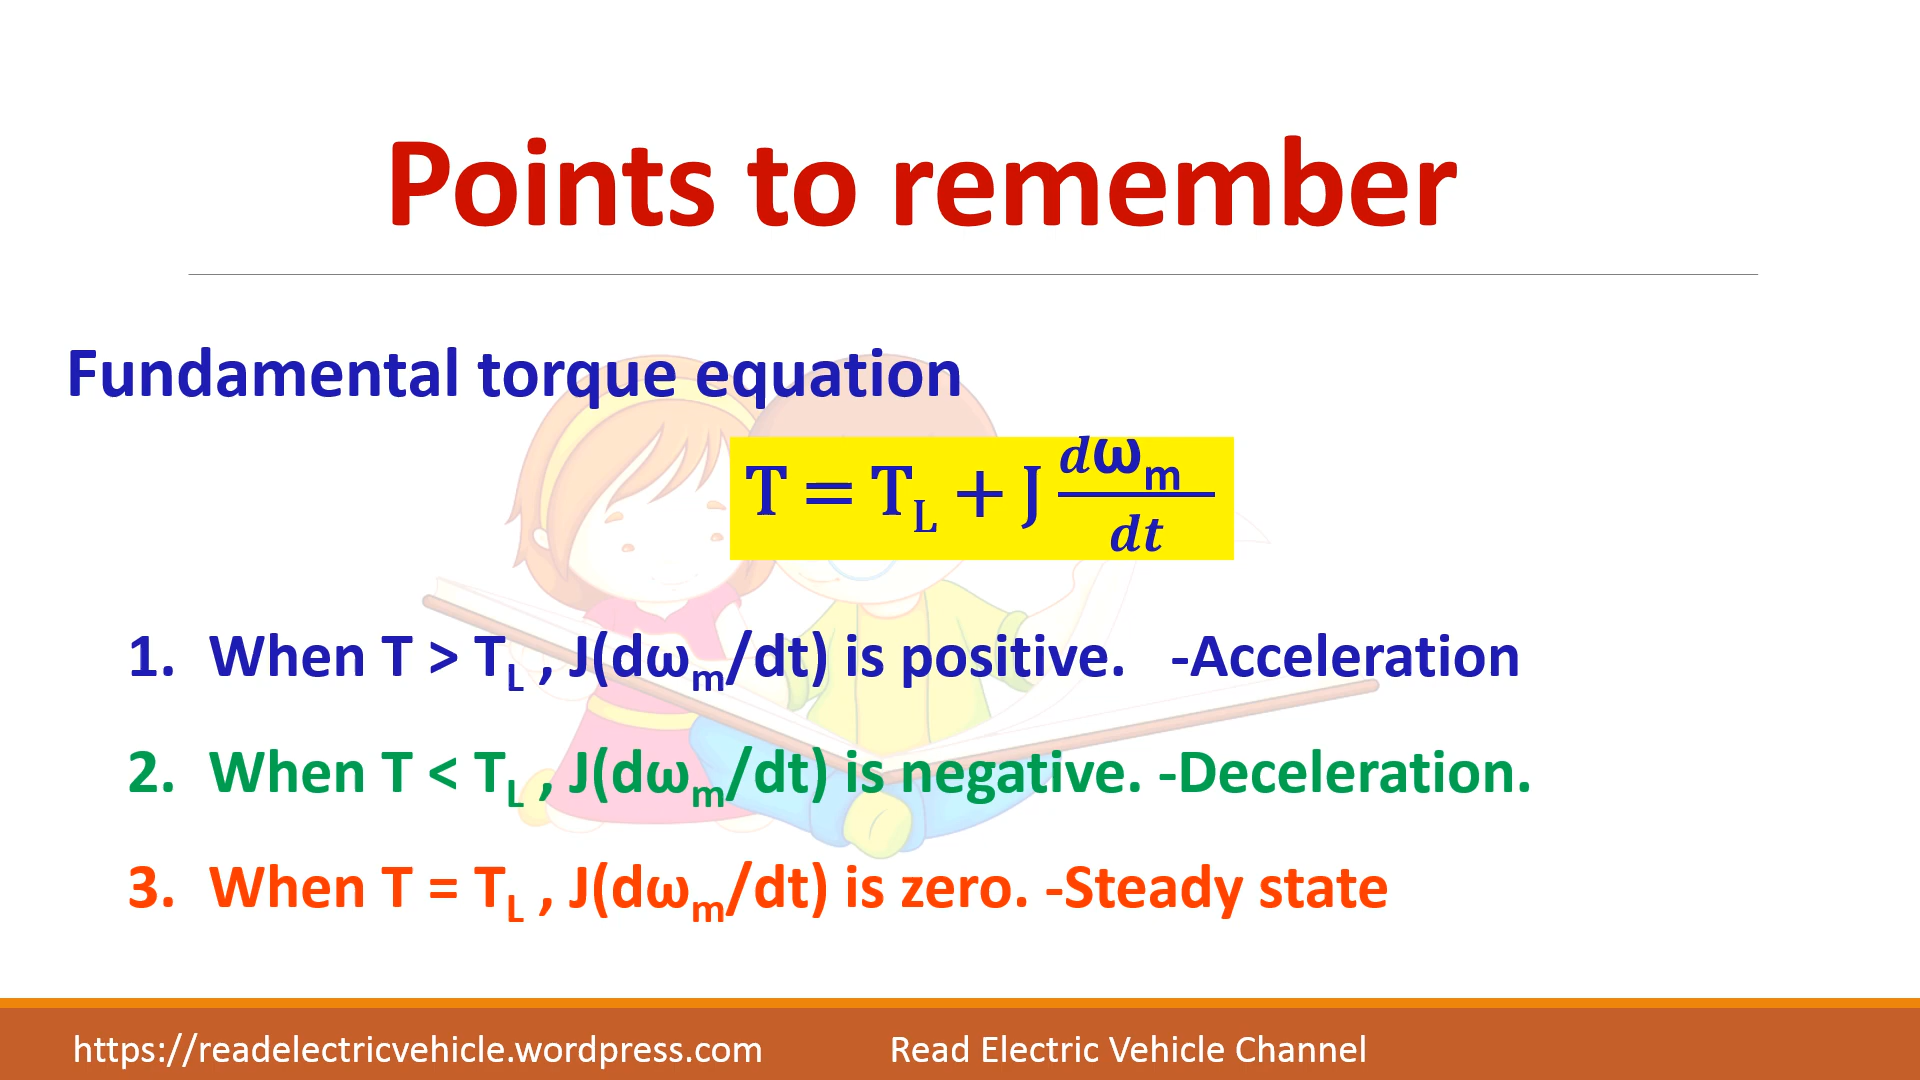 Points to remember
Fundamental torque equation
T = T_L + J dω_m/dt
1. When T > T_L , J(dω_m/dt) is positive. -Acceleration
2. When T < T_L , J(dω_m/dt) is negative. -Deceleration.
3. When T = T_L , J(dω_m/dt) is zero. -Steady state
https://readelectricvehicle.wordpress.com Read Electric Vehicle Channel